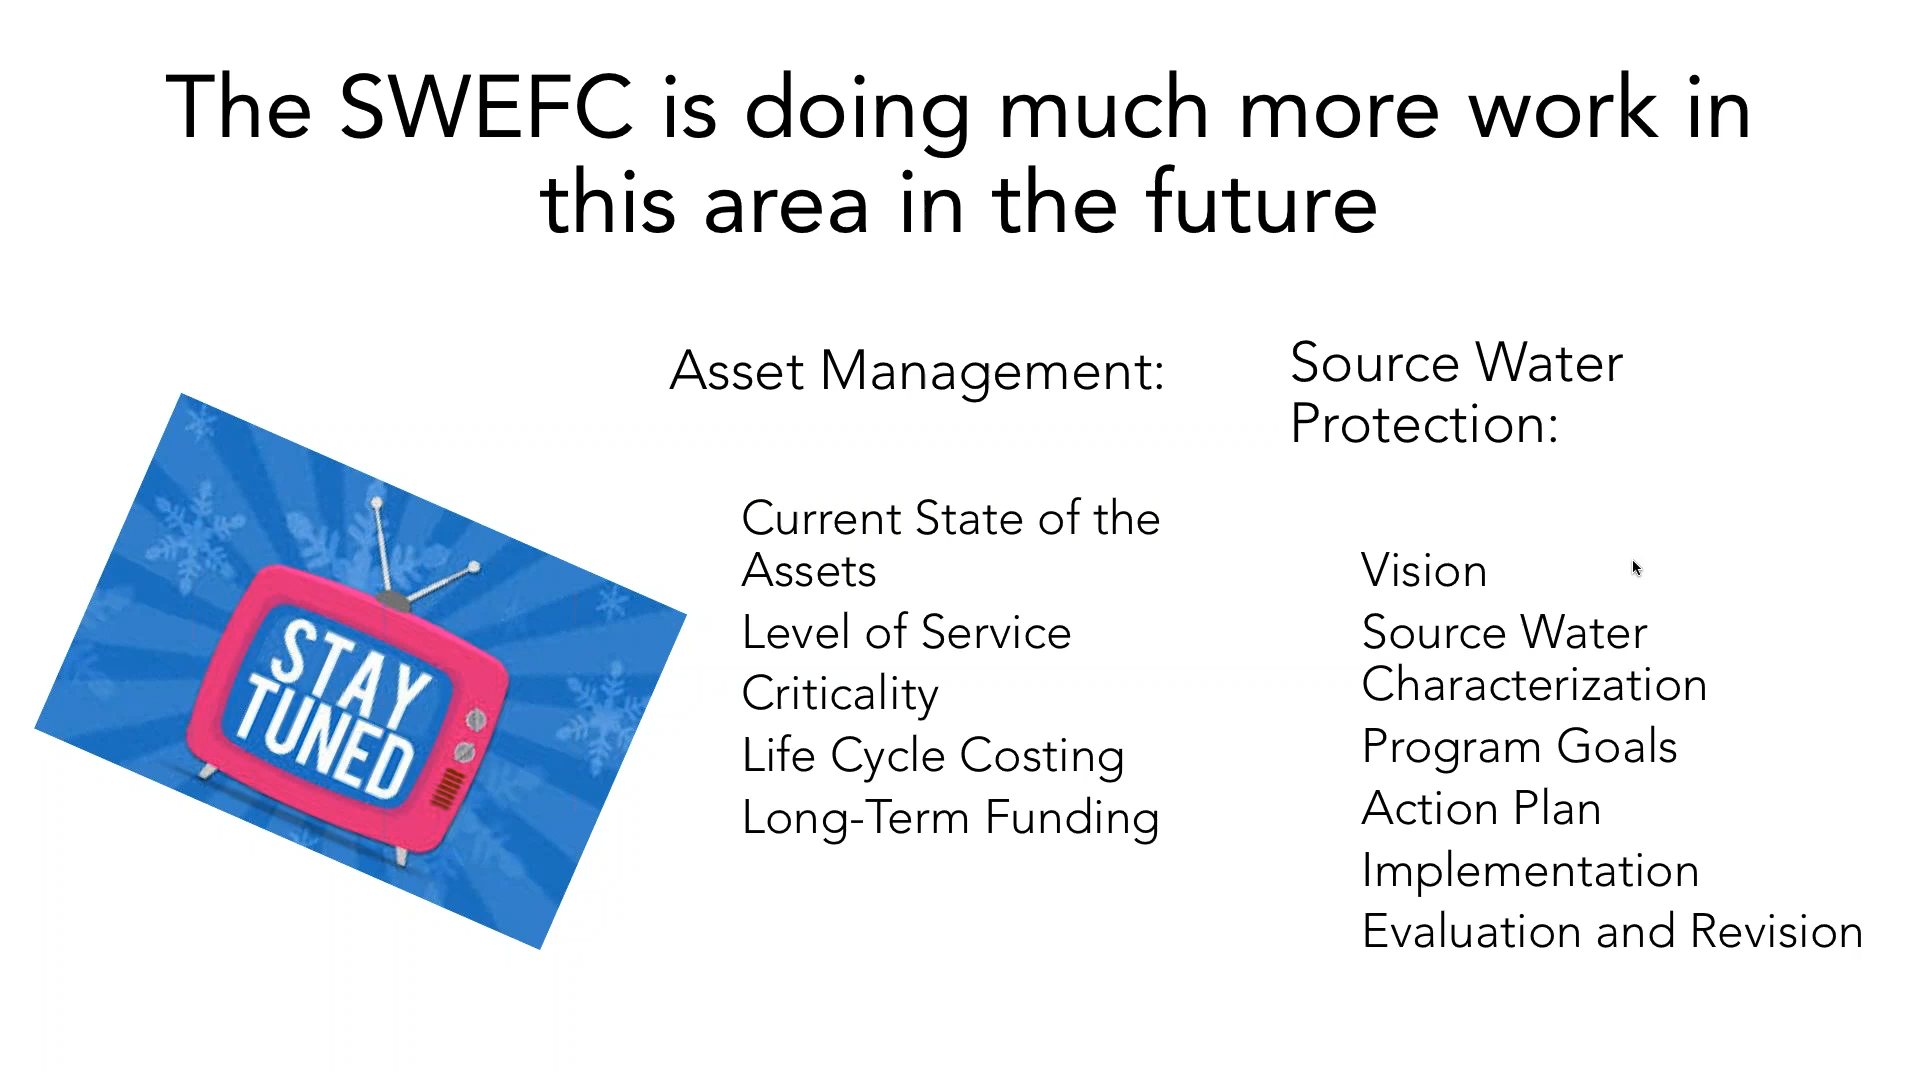 The SWEFC is doing much more work in
this area in the future
STAY
TUNED
Asset Management:
Current State of the
Assets
Level of Service
Criticality
Life Cycle Costing
Long-Term Funding
Source Water
Protection:
Vision
Source Water
Characterization
Program Goals
Action Plan
Implementation
Evaluation and Revision